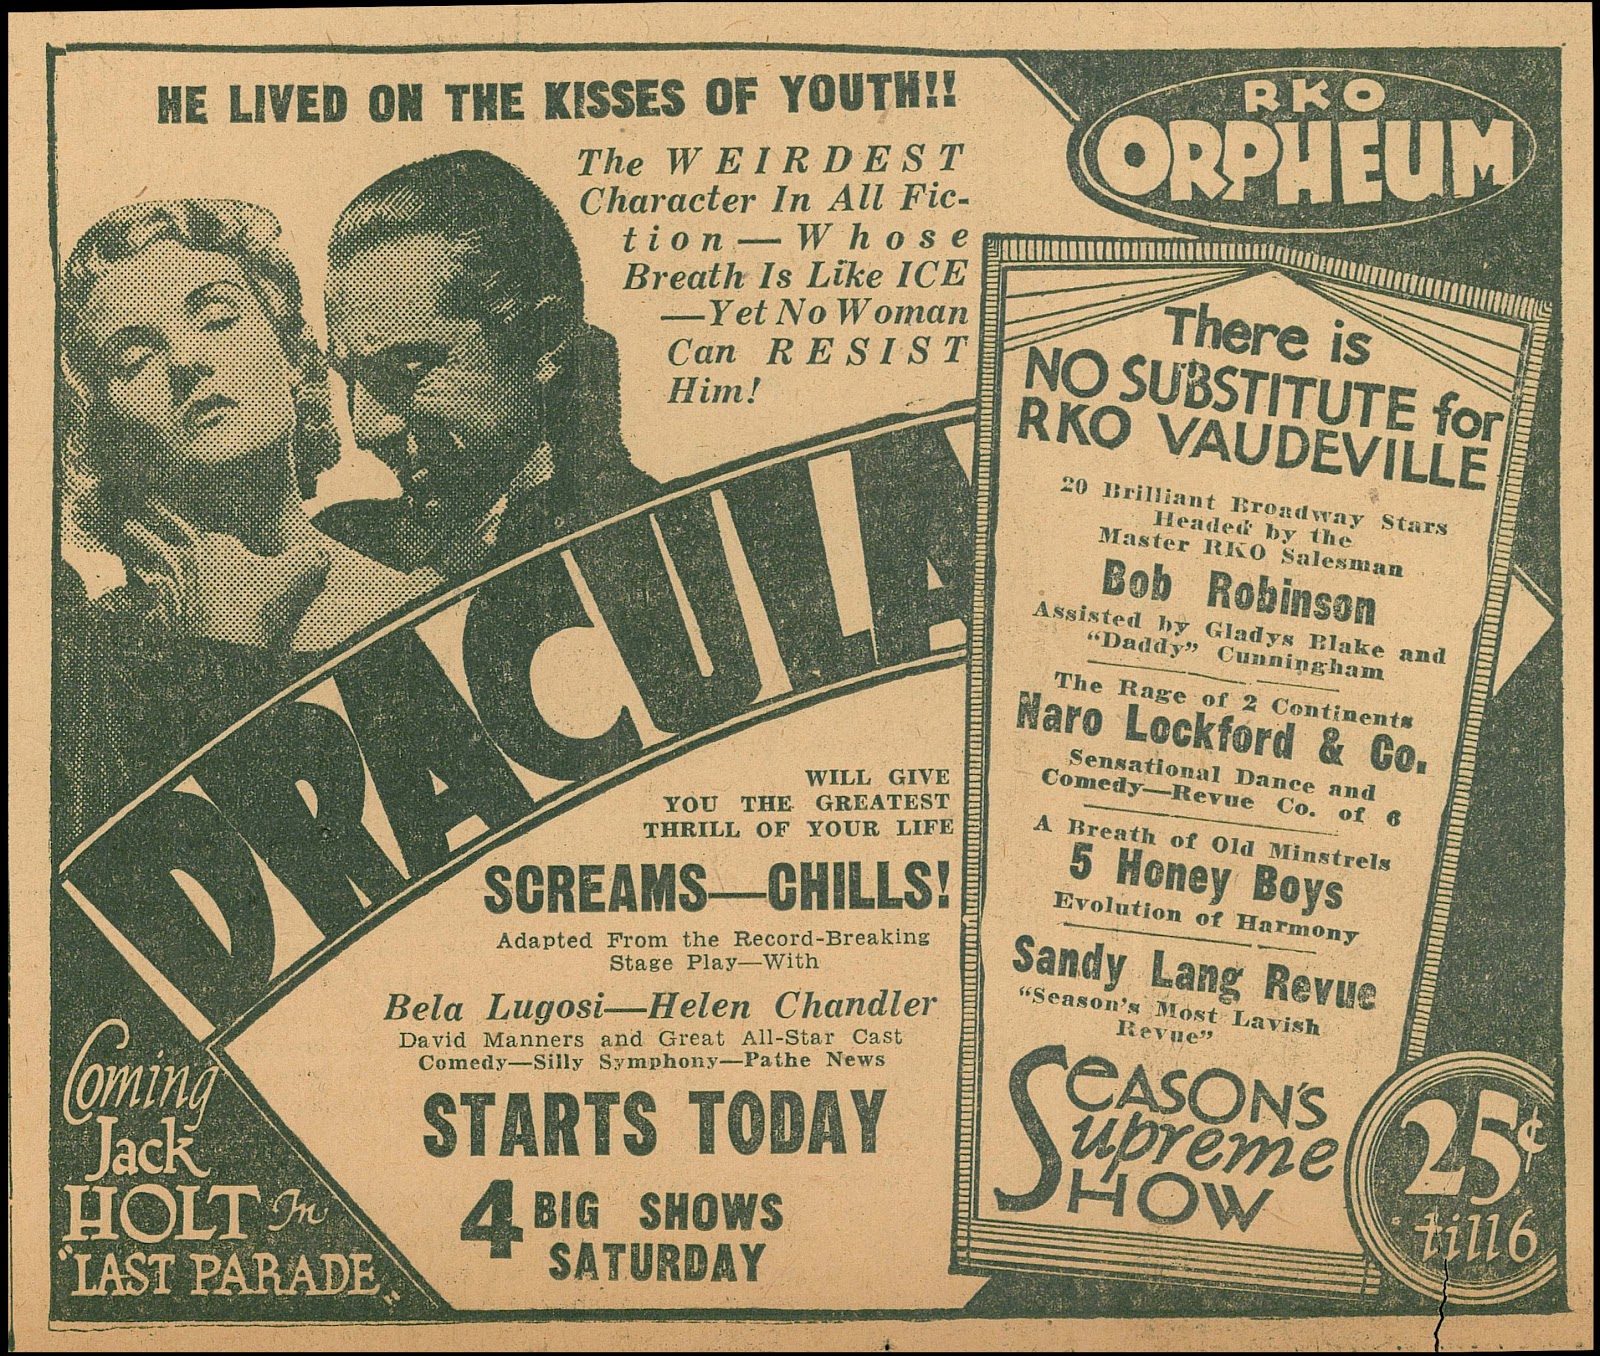 HE LIVED ON THE KISSES OF YOUTH!!
The WEIRDEST
Character In All Fic-
tion — Whose
Breath Is Like ICE
—Yet No Woman
Can RESIST
Him!
DRACULA
WILL GIVE
YOU THE GREATEST
THRILL OF YOUR LIFE
SCREAMS—CHILLS!
Adapted From the Record-Breaking
Stage Play—With
Bela Lugosi—Helen Chandler
David Manners and Great All-Star Cast
Comedy—Silly Symphony—Pathe News
STARTS TODAY
4 BIG SHOWS
SATURDAY
Coming
Jack
HOLT In
"LAST PARADE"
RKO
ORPHEUM
There is
NO SUBSTITUTE for
RKO VAUDEVILLE
20 Brilliant Broadway Stars
Headed by the
Master RKO Salesman
Bob Robinson
Assisted by Gladys Blake and
"Daddy" Cunningham
The Rage of 2 Continents
Naro Lockford & Co.
Sensational Dance and
Comedy—Revue Co. of 6
A Breath of Old Minstrels
5 Honey Boys
Evolution of Harmony
Sandy Lang Revue
"Season's Most Lavish
Revue"
SEASON'S
Supreme
SHOW
25¢
till 6